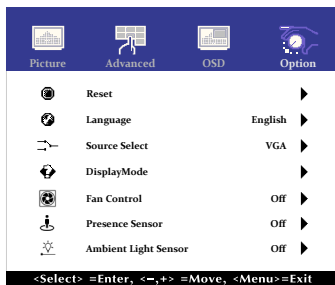 Picture Advanced OSD Option
Reset
Language English
Source Select VGA
DisplayMode
Fan Control Off
Presence Sensor Off
Ambient Light Sensor Off
<Select> =Enter, <−,+> =Move, <Menu>=Exit